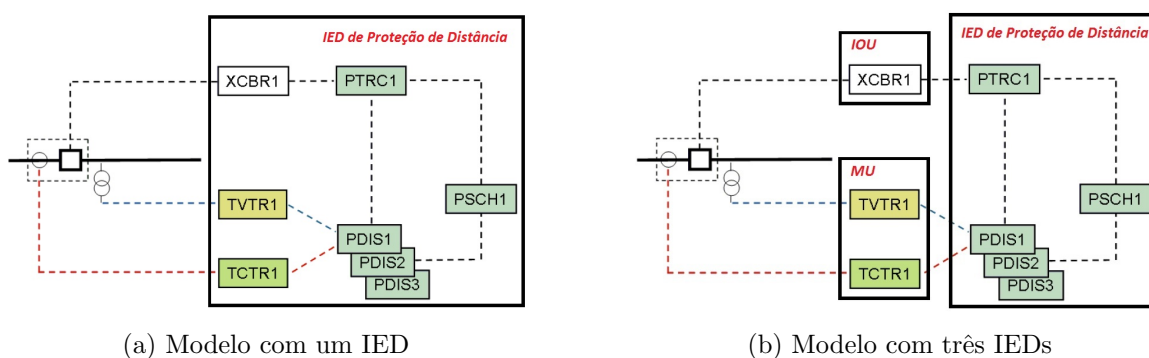 IED de Proteção de Distância
XCBR1
PTRC1
TVTR1
PSCH1
PDIS1
PDIS2
TCTR1
PDIS3
(a) Modelo com um IED
IED de Proteção de Distância
IOU
XCBR1
PTRC1
MU
TVTR1
PSCH1
PDIS1
PDIS2
TCTR1
PDIS3
(b) Modelo com três IEDs